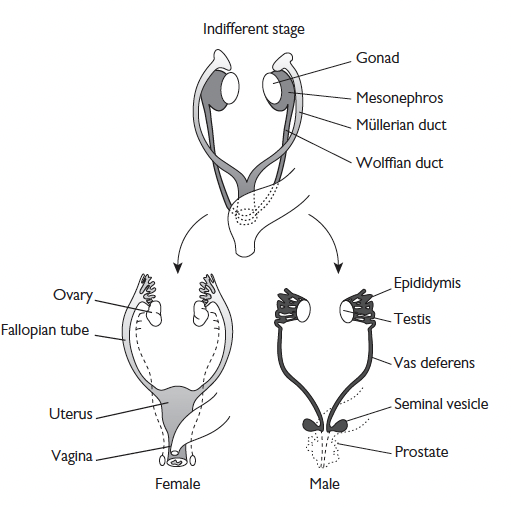 Indifferent stage
Gonad
Mesonephros
Müllerian duct
Wolffian duct
Ovary
Fallopian tube
Uterus
Vagina
Female
Epididymis
Testis
Vas deferens
Seminal vesicle
Prostate
Male